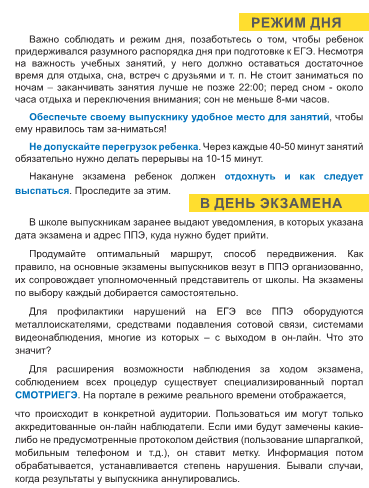 РЕЖИМ ДНЯ
Важно соблюдать и режим дня, позаботьтесь о том, чтобы ребенок
придерживался разумного распорядка дня при подготовке к ЕГЭ. Несмотря
на важность учебных занятий, у него должно оставаться достаточное
время для отдыха, сна, встреч с друзьями и т. п. Не стоит заниматься по
ночам – заканчивать занятия лучше не позже 22:00; перед сном - около
часа отдыха и переключения внимания; сон не меньше 8-ми часов.
Обеспечьте своему выпускнику удобное место для занятий, чтобы
ему нравилось там за-ниматься!
Не допускайте перегрузок ребенка. Через каждые 40-50 минут занятий
обязательно нужно делать перерывы на 10-15 минут.
Накануне экзамена ребенок должен отдохнуть и как следует
выспаться. Проследите за этим.
В ДЕНЬ ЭКЗАМЕНА
В школе выпускникам заранее выдают уведомления, в которых указана
дата экзамена и адрес ППЭ, куда нужно будет прийти.
Продумайте оптимальный маршрут, способ передвижения. Как
правило, на основные экзамены выпускников везут в ППЭ организованно,
их сопровождает уполномоченный представитель от школы. На экзамены
по выбору каждый добирается самостоятельно.
Для профилактики нарушений на ЕГЭ все ППЭ оборудуются
металлоискателями, средствами подавления сотовой связи, системами
видеонаблюдения, многие из которых – с выходом в он-лайн. Что это
значит?
Для расширения возможности наблюдения за ходом экзамена,
соблюдением всех процедур существует специализированный портал
СМОТРИЕГЭ. На портале в режиме реального времени отображается,
что происходит в конкретной аудитории. Пользоваться им могут только
аккредитованные он-лайн наблюдатели. Если ими будут замечены какие-
либо не предусмотренные протоколом действия (пользование шпаргалкой,
мобильным телефоном и т.д.), он ставит метку. Информация потом
обрабатывается, устанавливается степень нарушения. Бывали случаи,
когда результаты у выпускника аннулировались.